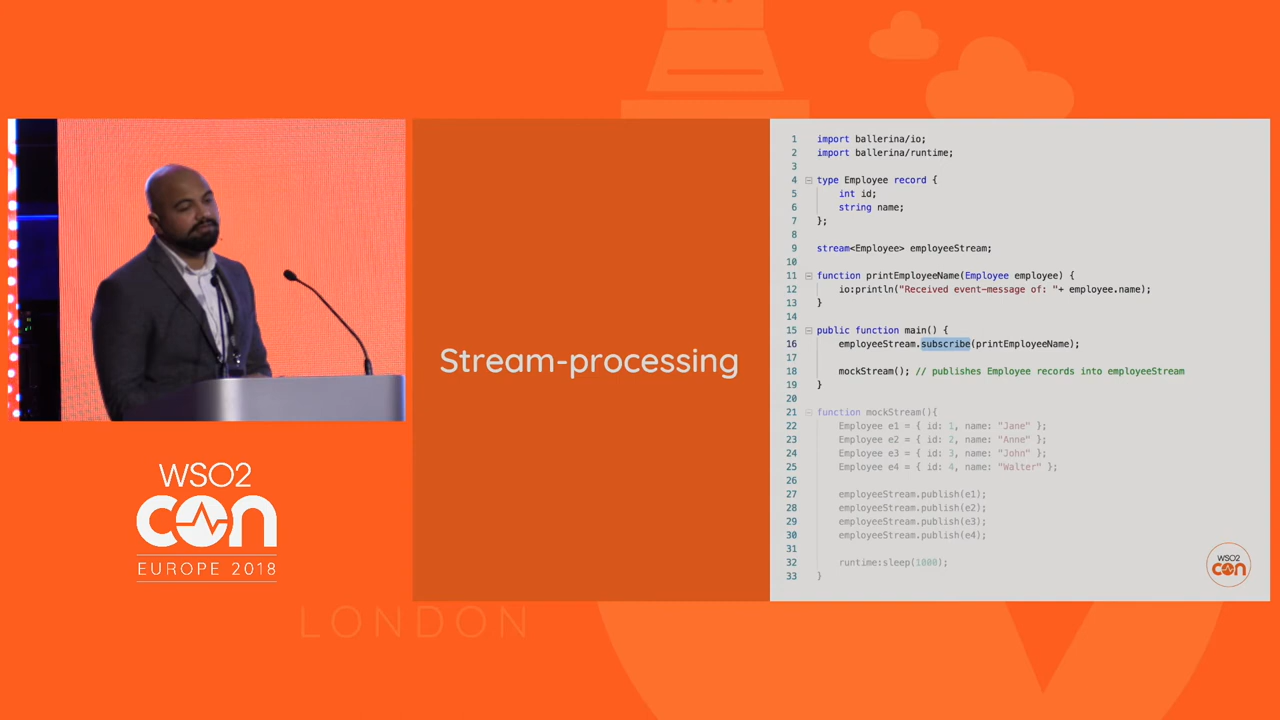 WSO2
con
EUROPE 2018
LONDON
Stream-processing
1 import ballerina/io;
2 import ballerina/runtime;
3
4 type Employee record {
5 int id;
6 string name;
7 };
8
9 stream<Employee> employeeStream;
10
11 function printEmployeeName(Employee employee) {
12 io:println("Received event-message of: "+ employee.name);
13 }
14
15 public function main() {
16 employeeStream.subscribe(printEmployeeName);
17
18 mockStream(); // publishes Employee records into employeeStream
19 }
20
21 function mockStream(){
22 Employee e1 = { id: 1, name: "Jane" };
23 Employee e2 = { id: 2, name: "Anne" };
24 Employee e3 = { id: 3, name: "John" };
25 Employee e4 = { id: 4, name: "Walter" };
26
27 employeeStream.publish(e1);
28 employeeStream.publish(e2);
29 employeeStream.publish(e3);
30 employeeStream.publish(e4);
31
32 runtime:sleep(1000);
33 }
WSO2
con